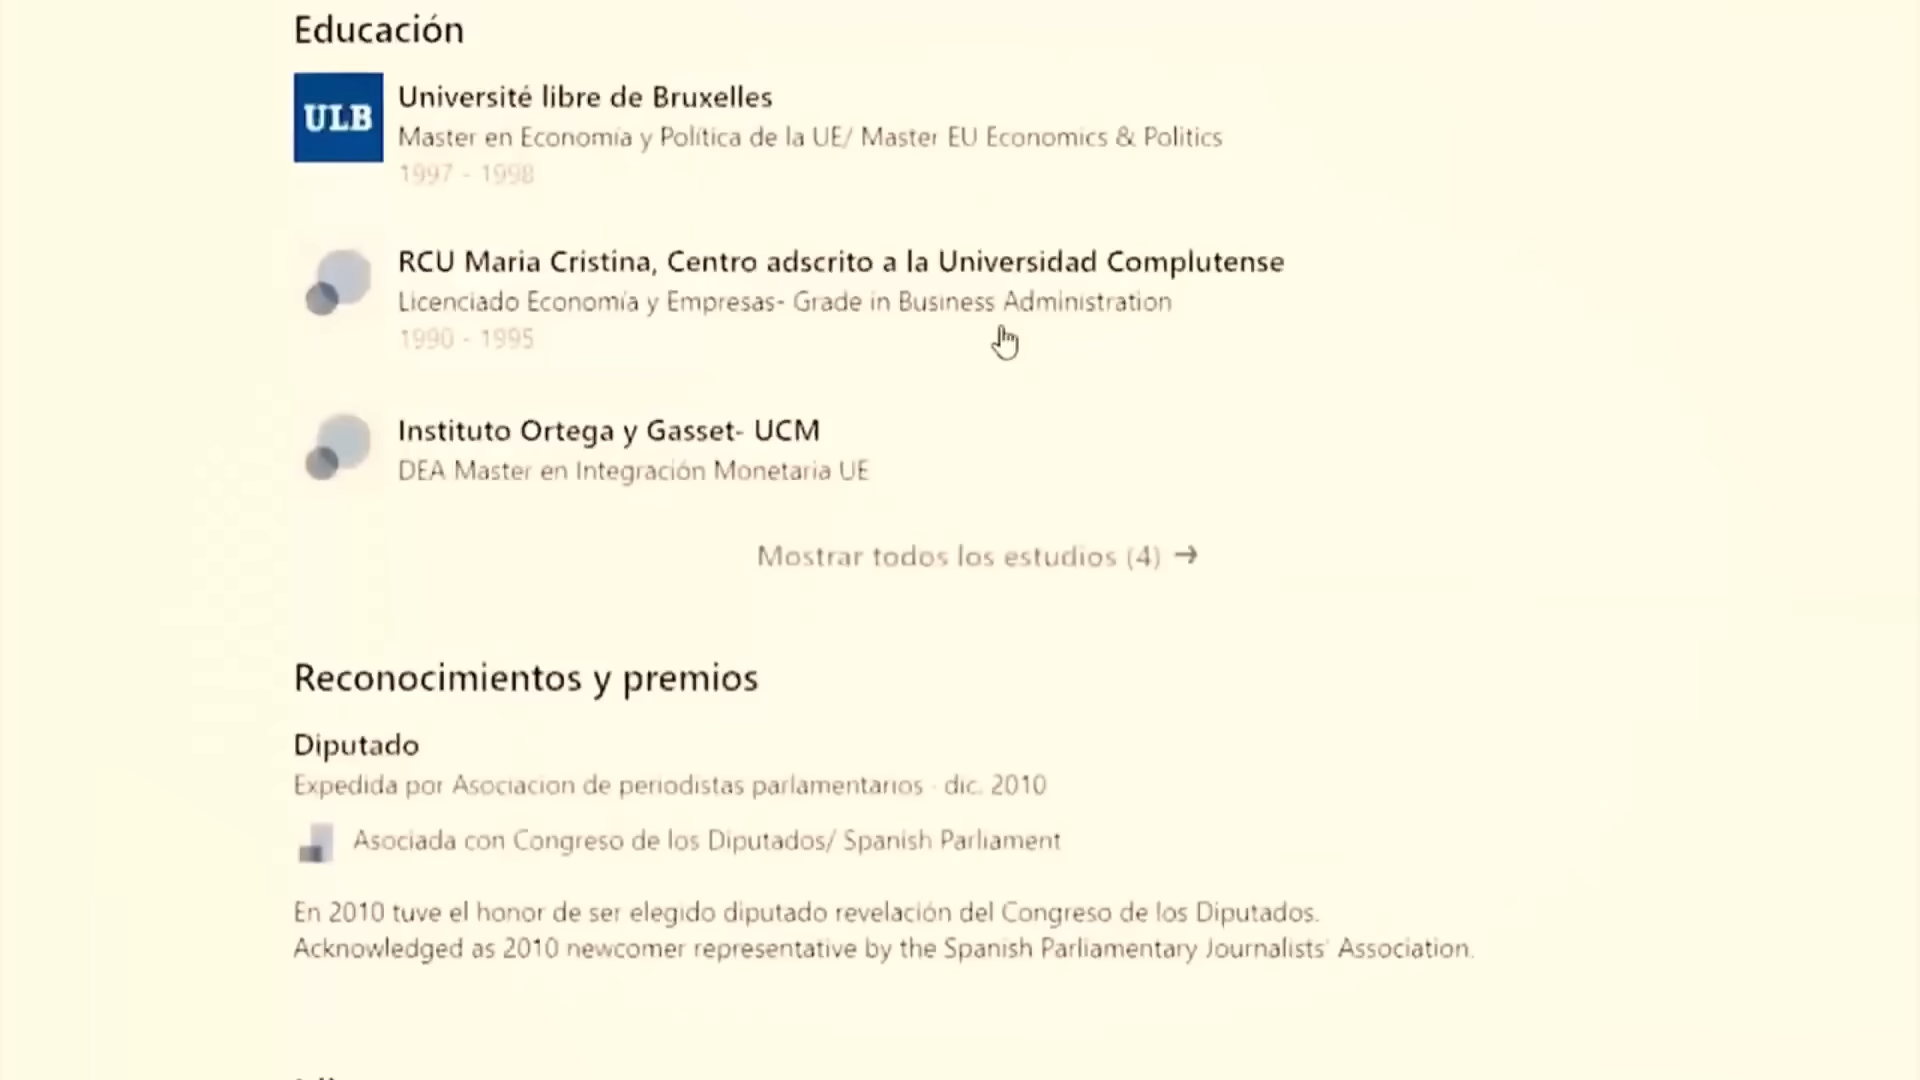 Educación
ULB
Université libre de Bruxelles
Master en Economía y Política de la UE/ Master EU Economics & Politics
1997 - 1998
RCU Maria Cristina, Centro adscrito a la Universidad Complutense
Licenciado Economía y Empresas- Grade in Business Administration
1990 - 1995
Instituto Ortega y Gasset- UCM
DEA Master en Integración Monetaria UE
Mostrar todos los estudios (4) →
Reconocimientos y premios
Diputado
Expedida por Asociacion de periodistas parlamentarios · dic. 2010
Asociada con Congreso de los Diputados/ Spanish Parliament
En 2010 tuve el honor de ser elegido diputado revelación del Congreso de los Diputados.
Acknowledged as 2010 newcomer representative by the Spanish Parliamentary Journalists' Association.